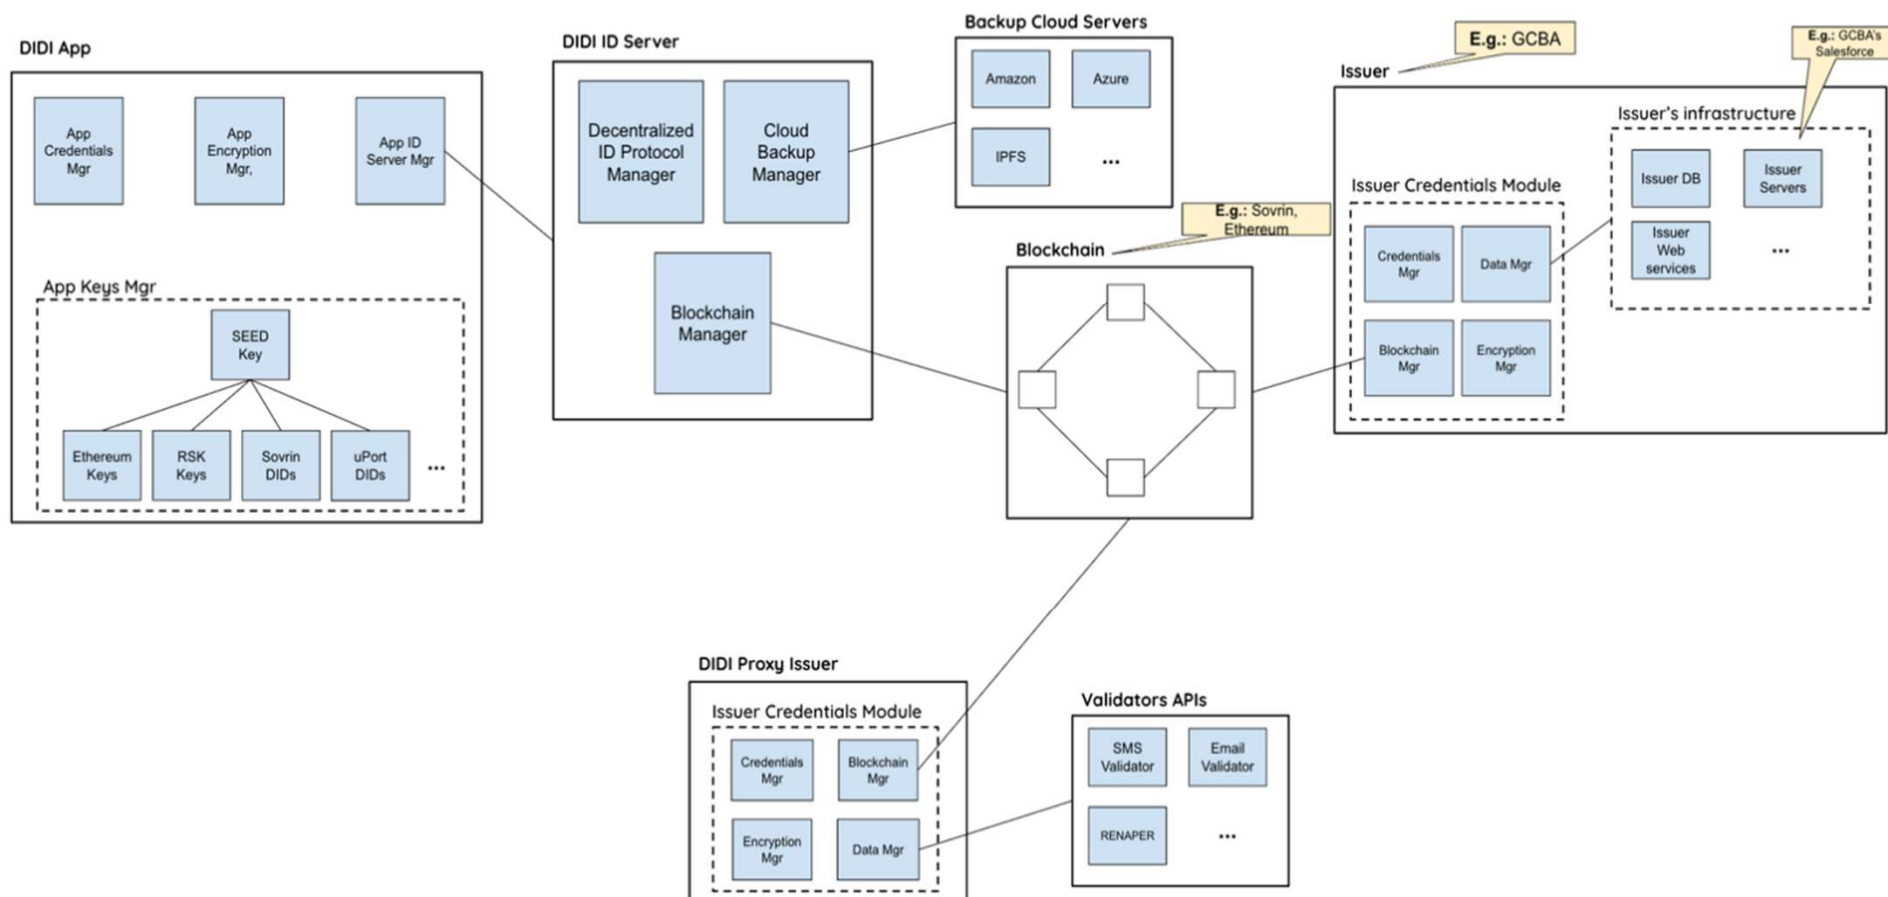 DIDI App
App
Credentials
Mgr
App
Encryption
Mgr,
App ID
Server Mgr
App Keys Mgr
SEED
Key
Ethereum
Keys
RSK
Keys
Sovrin
DIDs
uPort
DIDs
...
DIDI ID Server
Decentralized
ID Protocol
Manager
Cloud
Backup
Manager
Blockchain
Manager
Backup Cloud Servers
Amazon
Azure
IPFS
...
E.g.: Sovrin,
Ethereum
Blockchain
E.g.: GCBA
E.g.: GCBA's
Salesforce
Issuer
Issuer's infrastructure
Issuer DB
Issuer
Servers
Issuer
Web
services
...
Issuer Credentials Module
Credentials
Mgr
Data Mgr
Blockchain
Mgr
Encryption
Mgr
DIDI Proxy Issuer
Issuer Credentials Module
Credentials
Mgr
Blockchain
Mgr
Encryption
Mgr
Data Mgr
Validators APIs
SMS
Validator
Email
Validator
RENAPER
...